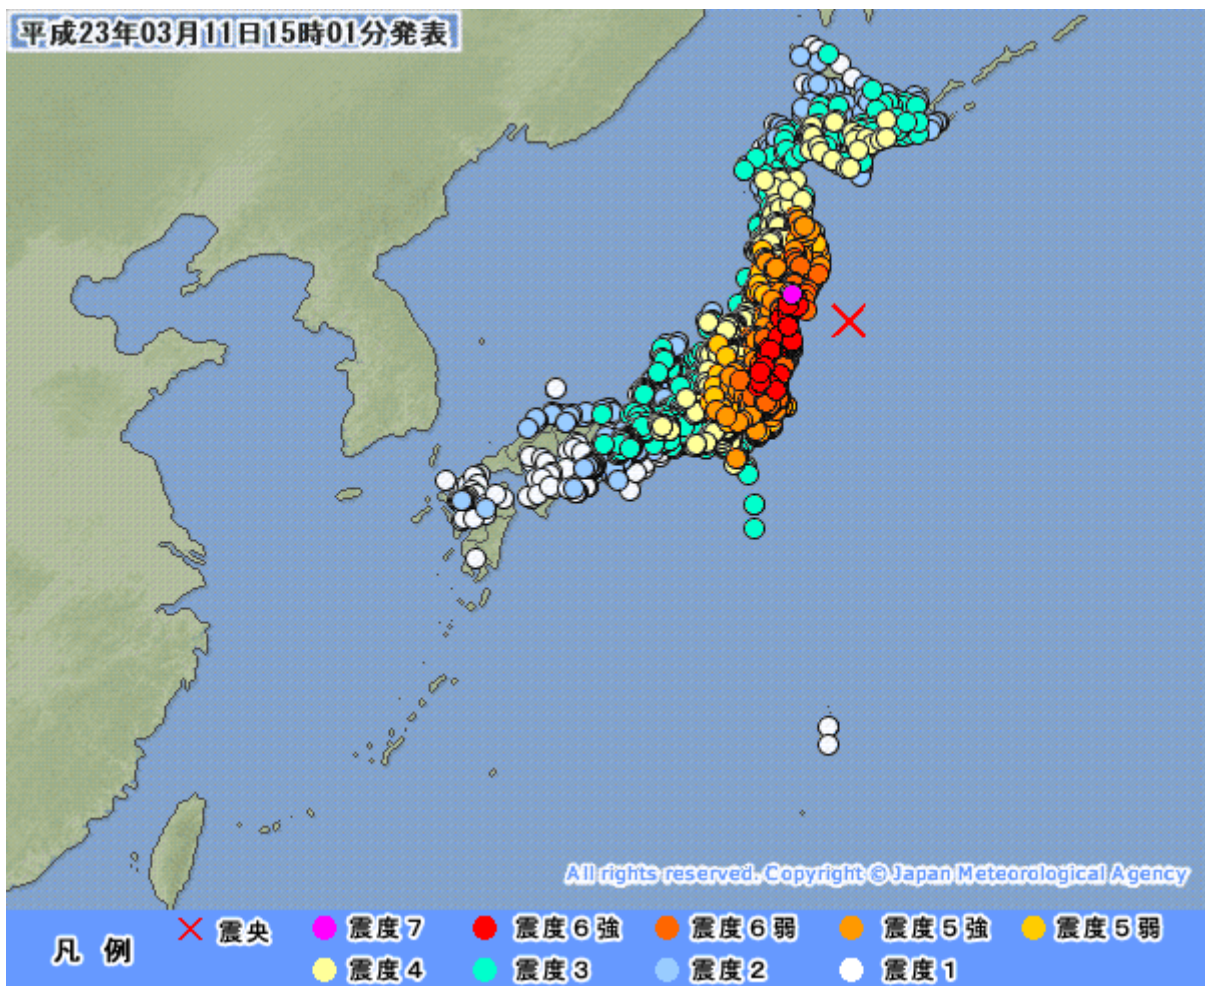 平成23年03月11日15時01分発表
All rights reserved. Copyright © Japan Meteorological Agency
凡 例 震央 震度7 震度6強 震度6弱 震度5強 震度5弱
震度4 震度3 震度2 震度1